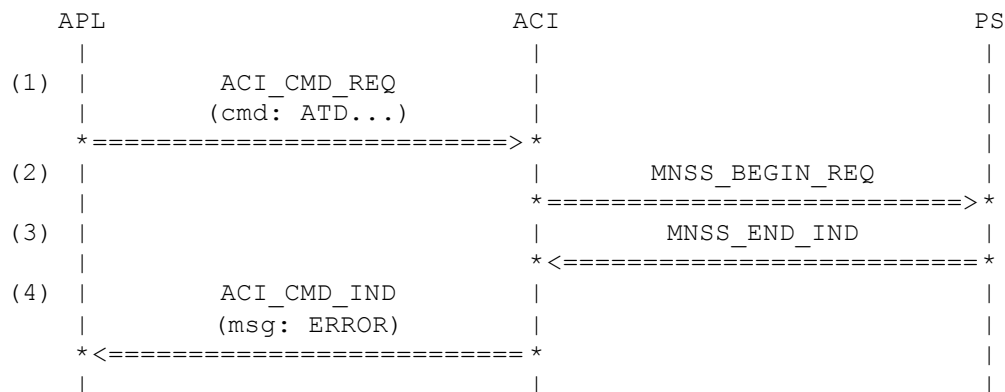 APL ACI PS
| | |
(1) | ACI_CMD_REQ | |
| (cmd: ATD...) | |
*==========================>* |
(2) | | MNSS_BEGIN_REQ |
| *==========================>*
(3) | | MNSS_END_IND |
| *<==========================*
(4) | ACI_CMD_IND | |
| (msg: ERROR) | |
*<==========================* |
| | |